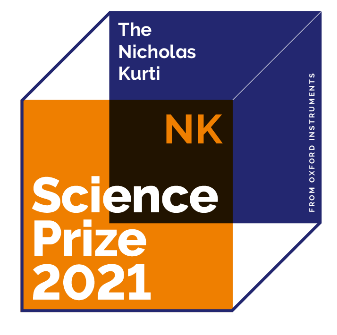 The
Nicholas
Kurti
NK
Science
Prize
2021
FROM OXFORD INSTRUMENTS